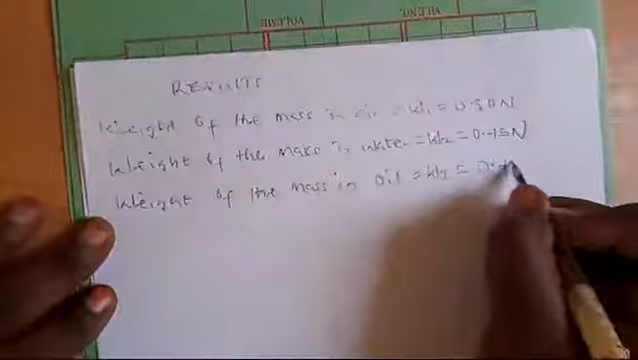 VOLUME
RESULTS
Weight of the mass in air = W₁ = 0.50N
Weight of the mass in water = W₂ = 0.45N
Weight of the mass in oil = W₃ =